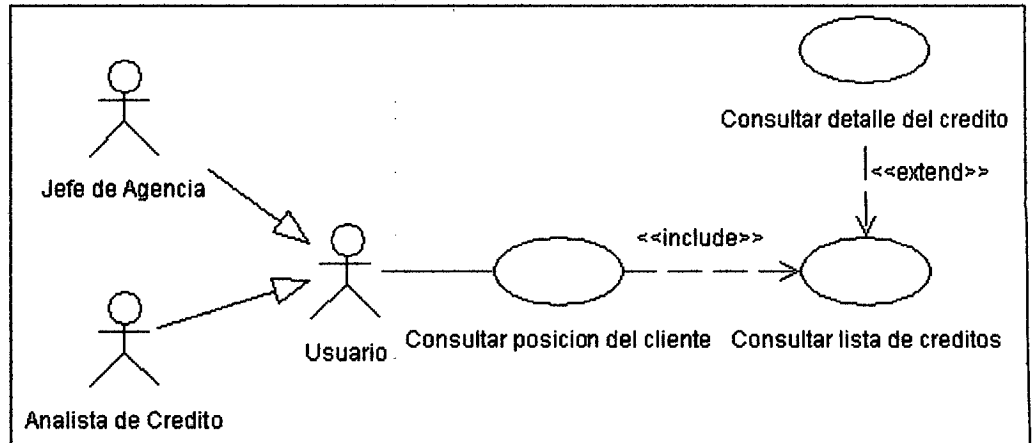 Consultar detalle del credito
<<extend>>
Jefe de Agencia
<<include>>
Usuario
Consultar posicion del cliente
Consultar lista de creditos
Analista de Credito